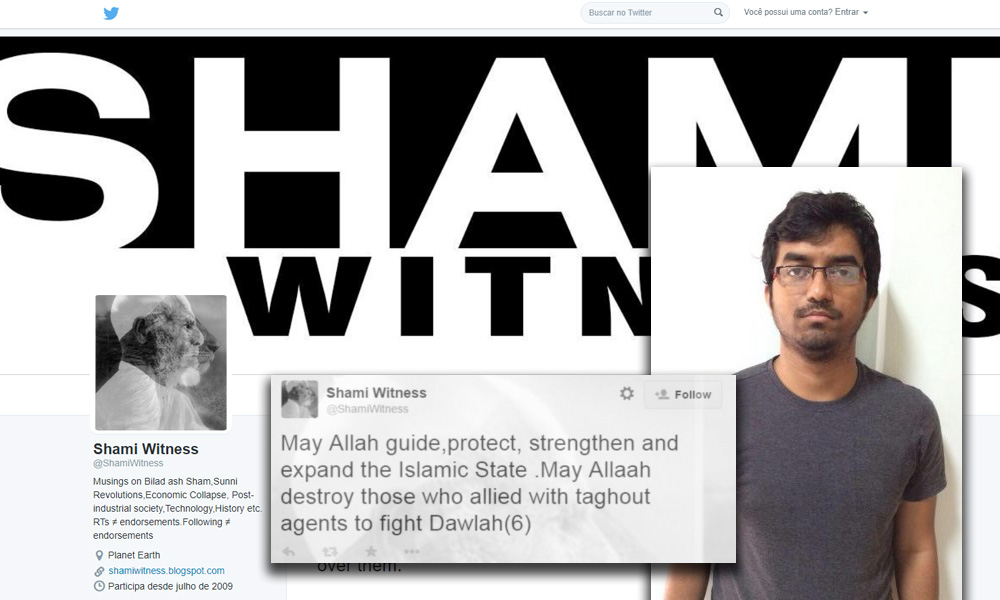 Buscar no Twitter
Você possui uma conta? Entrar
SHAMI
WITN S
Shami Witness
@ShamiWitness
Musings on Bilad ash Sham,Sunni
Revolutions,Economic Collapse, Post-
industrial society,Technology,History etc.
RTs ≠ endorsements.Following ≠
endorsements
Planet Earth
shamiwitness.blogspot.com
Participa desde julho de 2009
Shami Witness
@ShamiWitness
Follow
May Allah guide,protect, strengthen and
expand the Islamic State .May Allaah
destroy those who allied with taghout
agents to fight Dawlah(6)
over them.